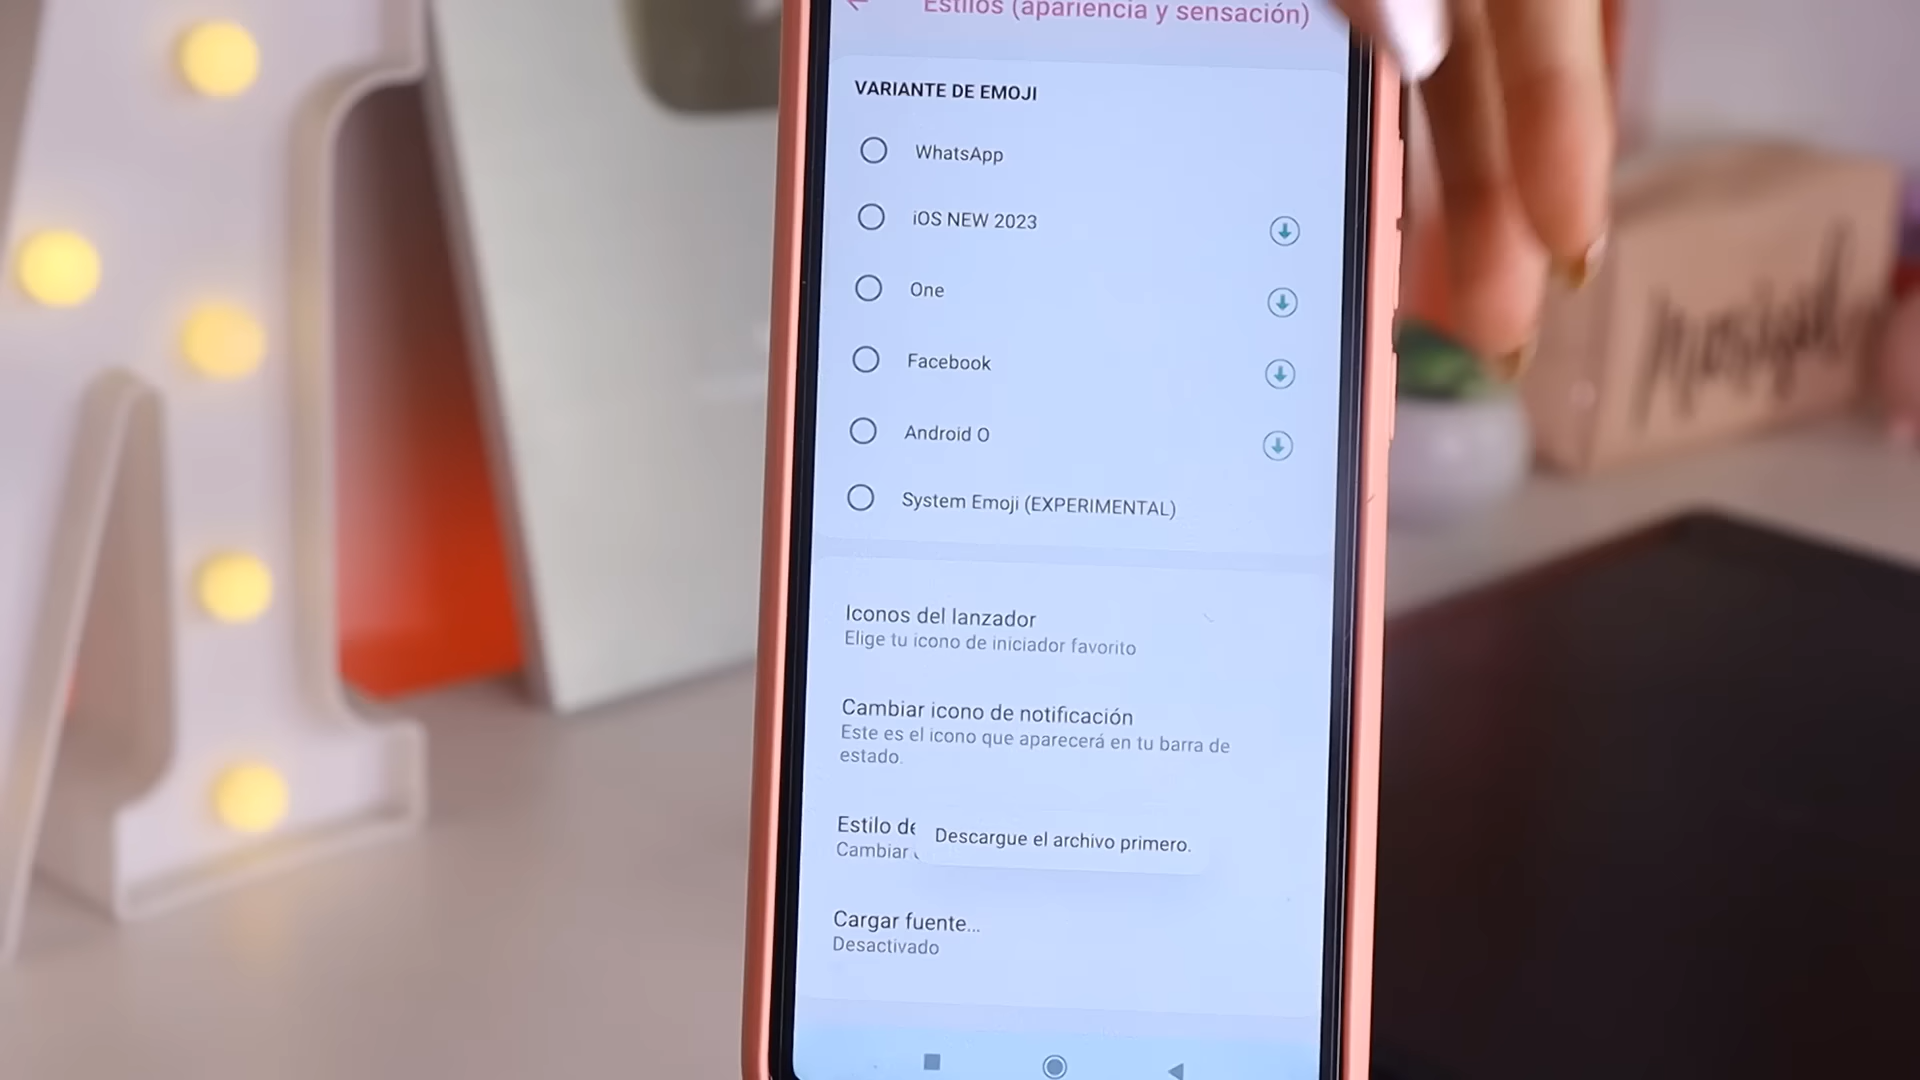 Estilos (apariencia y sensación)
VARIANTE DE EMOJI
WhatsApp
iOS NEW 2023
One
Facebook
Android O
System Emoji (EXPERIMENTAL)
Iconos del lanzador
Elige tu icono de iniciador favorito
Cambiar icono de notificación
Este es el icono que aparecerá en tu barra de
estado.
Estilo de
Cambiar
Descargue el archivo primero.
Cargar fuente...
Desactivado